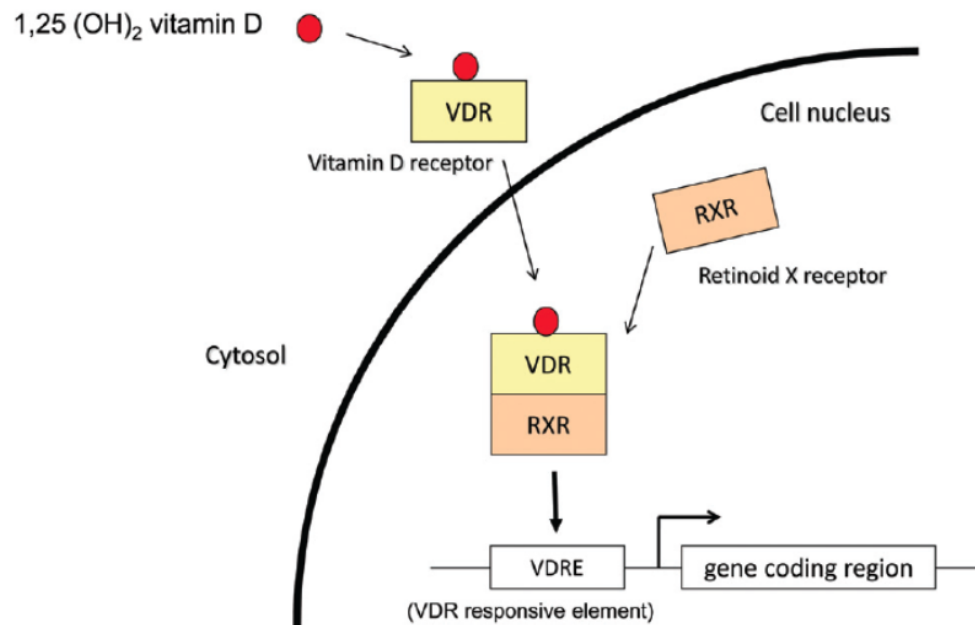 1,25 (OH)₂ vitamin D
VDR
Vitamin D receptor
Cell nucleus
RXR
Retinoid X receptor
Cytosol
VDR
RXR
VDRE
gene coding region
(VDR responsive element)